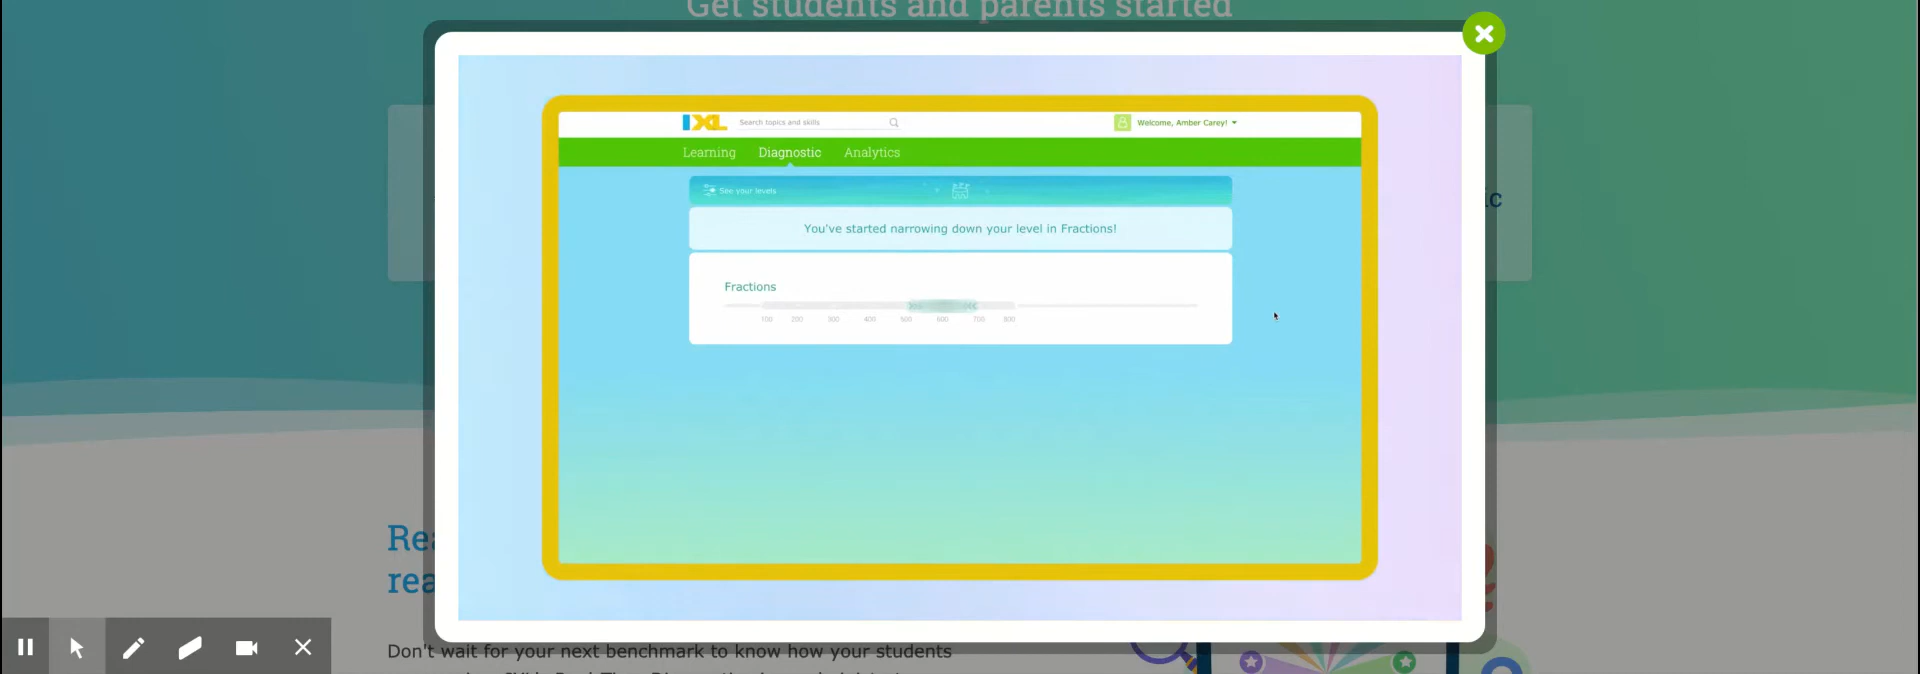 Get students and parents started
IXL
Search topics and skills
Welcome, Amber Carey!
Learning
Diagnostic
Analytics
See your levels
You've started narrowing down your level in Fractions!
Fractions
100 200 300 400 500 600 700 800
ic
Rea
rea
Don't wait for your next benchmark to know how your students